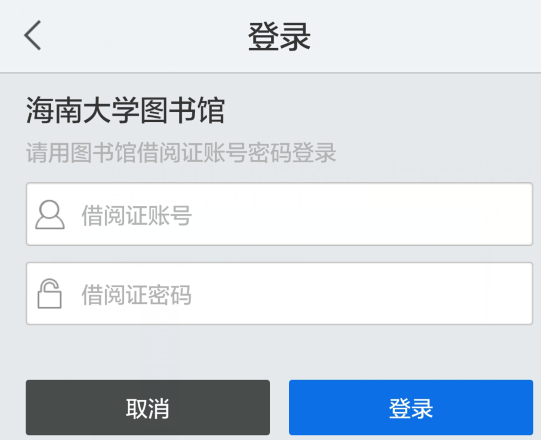 登录
海南大学图书馆
请用图书馆借阅证账号密码登录
借阅证账号
借阅证密码
取消
登录